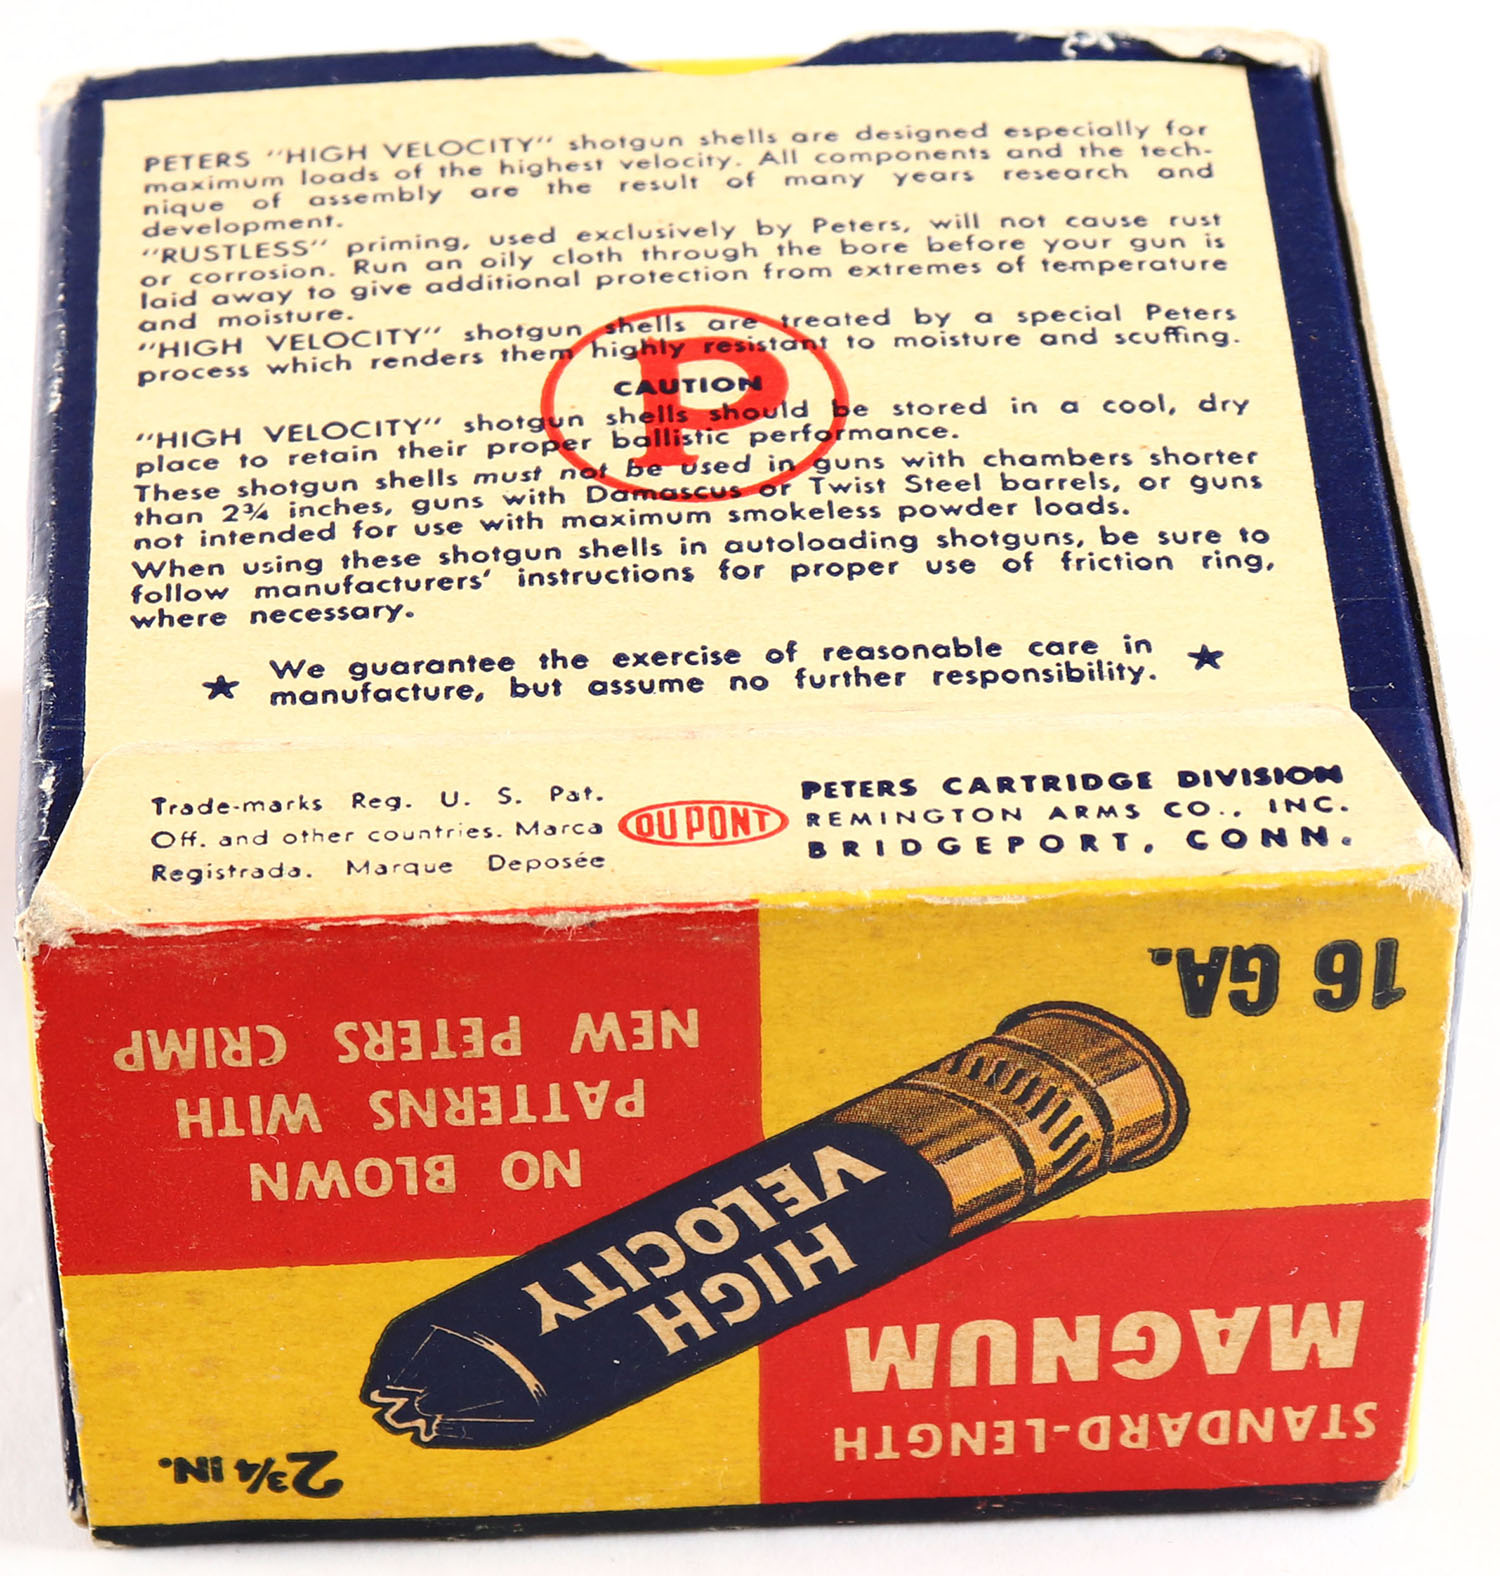 PETERS "HIGH VELOCITY" shotgun shells are designed especially for
maximum loads of the highest velocity. All components and the tech-
nique of assembly are the result of many years research and
development.
"RUSTLESS" priming, used exclusively by Peters, will not cause rust
or corrosion. Run an oily cloth through the bore before your gun is
laid away to give additional protection from extremes of temperature
and moisture.
"HIGH VELOCITY" shotgun shells are treated by a special Peters
process which renders them highly resistant to moisture and scuffing.
P
CAUTION
"HIGH VELOCITY" shotgun shells should be stored in a cool, dry
place to retain their proper ballistic performance.
These shotgun shells must not be used in guns with chambers shorter
than 2¾ inches, guns with Damascus or Twist Steel barrels, or guns
not intended for use with maximum smokeless powder loads.
When using these shotgun shells in autoloading shotguns, be sure to
follow manufacturers' instructions for proper use of friction ring,
where necessary.
★ We guarantee the exercise of reasonable care in ★
manufacture, but assume no further responsibility.
Trade-marks Reg. U. S. Pat.
Off. and other countries. Marca
Registrada. Marque Deposée
DU PONT
PETERS CARTRIDGE DIVISION
REMINGTON ARMS CO., INC.
BRIDGEPORT, CONN.
STANDARD-LENGTH
MAGNUM
2¾ IN.
HIGH
VELOCITY
NO BLOWN
PATTERNS WITH
NEW PETERS CRIMP
16 GA.